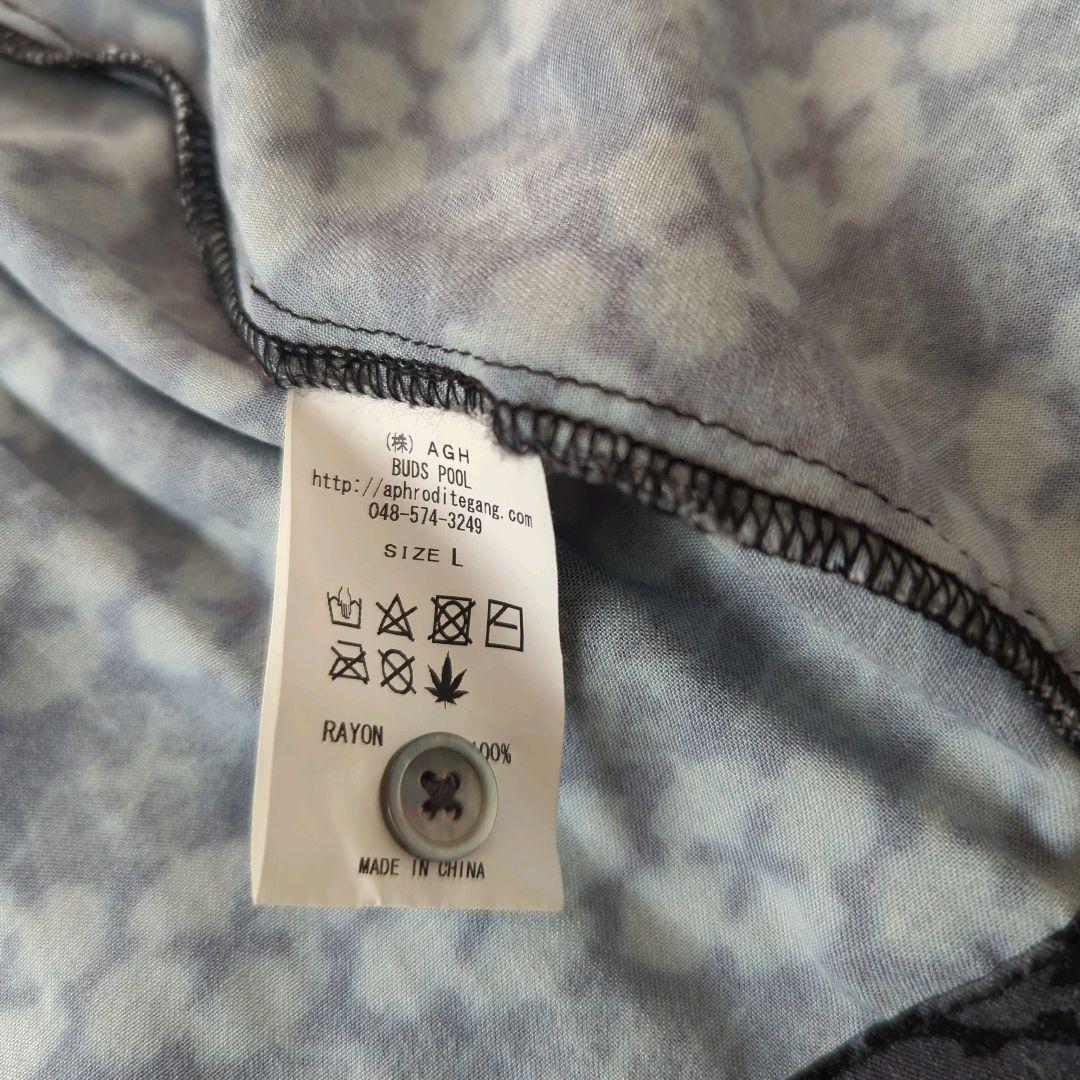 (株) AGH
BUDS POOL
http://aphroditegang.com
048-574-3249
SIZE L
RAYON 100%
MADE IN CHINA